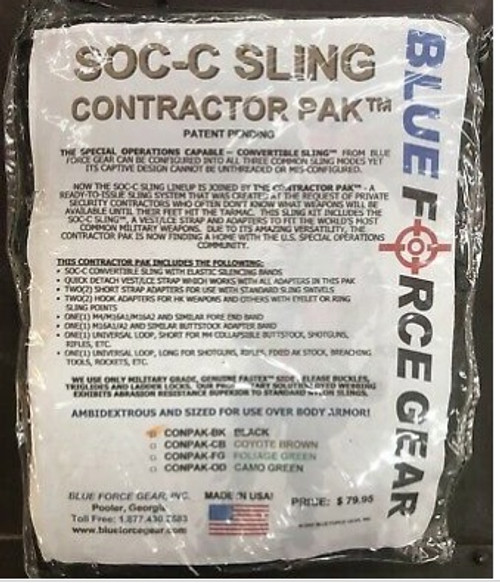 SOC-C SLING
CONTRACTOR PAK™
PATENT PENDING
THE SPECIAL OPERATIONS CAPABLE – CONVERTIBLE SLING™ FROM BLUE
FORCE GEAR CAN BE CONFIGURED INTO ALL THREE COMMON SLING MODES YET
ITS CAPTIVE DESIGN CANNOT BE UNTHREADED OR MIS-CONFIGURED.
NOW THE SOC-C SLING LINEUP IS JOINED BY THE CONTRACTOR PAK™ - A
READY-TO-ISSUE SLING SYSTEM THAT WAS CREATED AT THE REQUEST OF PRIVATE
SECURITY CONTRACTORS WHO OFTEN DON'T KNOW WHAT WEAPONS WILL BE
AVAILABLE UNTIL THEIR FEET HIT THE TARMAC. THIS SLING KIT INCLUDES THE
SOC-C SLING™, A VEST/LCE STRAP AND ADAPTERS TO FIT THE WORLD'S MOST
COMMON MILITARY WEAPONS. DUE TO ITS AMAZING VERSATILITY, THE
CONTRACTOR PAK IS NOW FINDING A HOME WITH THE U.S. SPECIAL OPERATIONS
COMMUNITY.
THIS CONTRACTOR PAK INCLUDES THE FOLLOWING:
• SOC-C CONVERTIBLE SLING WITH ELASTIC SILENCING BANDS
• QUICK DETACH VEST/LCE STRAP WHICH WORKS WITH ALL ADAPTERS IN THIS PAK
• TWO(2) SHORT STRAP ADAPTERS FOR USE WITH STANDARD SLING SWIVELS
• TWO(2) HOOK ADAPTERS FOR HK WEAPONS AND OTHERS WITH EYELET OR RING
SLING POINTS
• ONE(1) M4/M16A1/M16A2 AND SIMILAR FORE END BAND
• ONE(1) M16A1/A2 AND SIMILAR BUTTSTOCK ADAPTER BAND
• ONE(1) UNIVERSAL LOOP, SHORT FOR M4 COLLAPSIBLE BUTTSTOCK, SHOTGUNS,
RIFLES, ETC.
• ONE(1) UNIVERSAL LOOP, LONG FOR SHOTGUNS, RIFLES, FIXED AK STOCK, BREACHING
TOOLS, ROCKETS, ETC.
WE USE ONLY MILITARY GRADE, GENUINE FASTEX™ SIDE RELEASE BUCKLES,
TRIGLIDES AND LADDER LOCKS. OUR WEBBING
EXHIBITS ABRASION RESISTANCE SUPERIOR TO STANDARD NYLON SLINGS.
AMBIDEXTROUS AND SIZED FOR USE OVER BODY ARMOR!
CONPAK-BK BLACK
CONPAK-CB COYOTE BROWN
CONPAK-FG FOLIAGE GREEN
CONPAK-OD CAMO GREEN
BLUE FORCE GEAR, INC.
Pooler, Georgia
Toll Free: 1.877.430.2583
www.blueforcegear.com
MADE IN USA!
PRICE: $ 79.95
BLUE FORCE GEAR